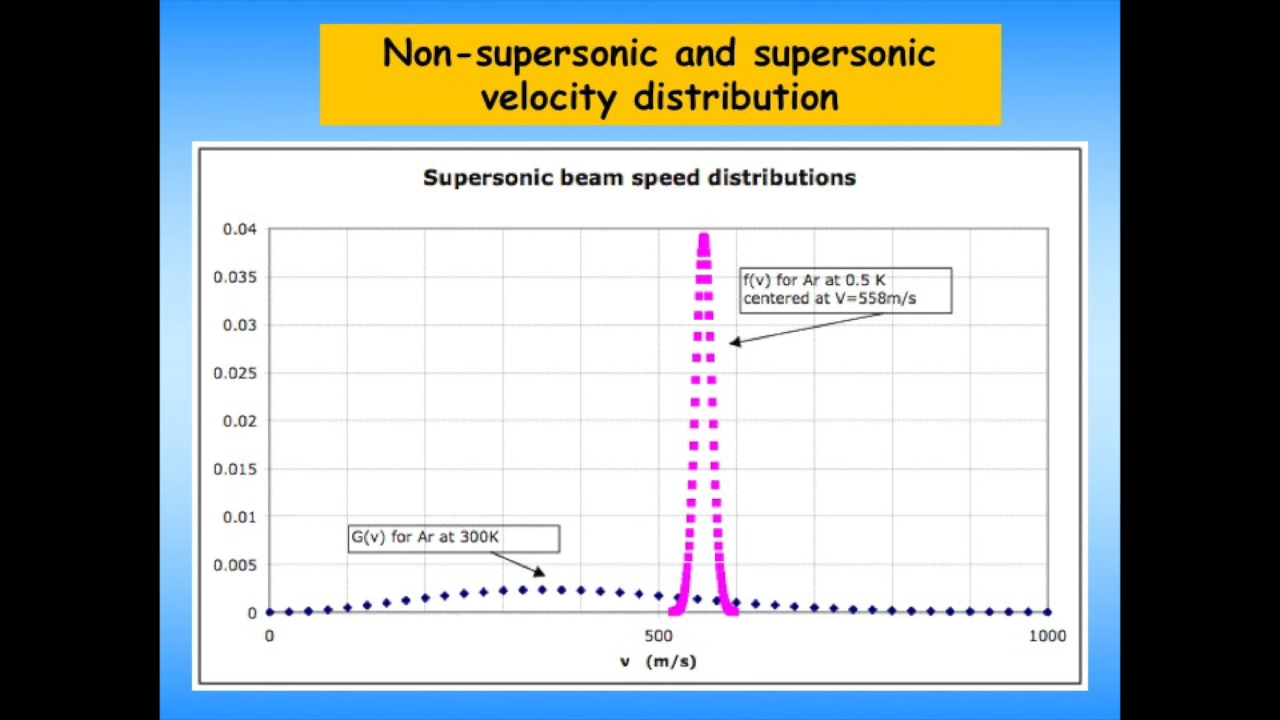 Non-supersonic and supersonic
velocity distribution
Supersonic beam speed distributions
0.04
0.035
0.03
0.025
0.02
0.015
0.01
0.005
0
f(v) for Ar at 0.5 K
centered at V=558m/s
G(v) for Ar at 300K
0
500
1000
v (m/s)